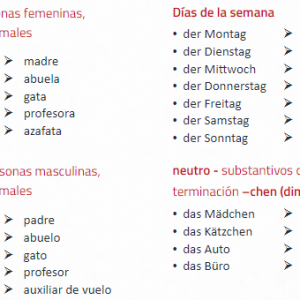 nas femeninas,
males
➤ madre
➤ abuela
➤ gata
➤ profesora
➤ azafata
Días de la semana
• der Montag ➤
• der Dienstag ➤
• der Mittwoch ➤
• der Donnerstag ➤
• der Freitag ➤
• der Samstag ➤
• der Sonntag ➤
sonas masculinas,
males
➤ padre
➤ abuelo
➤ gato
➤ profesor
➤ auxiliar de vuelo
neutro - substantivos c
terminación –chen (din
• das Mädchen ➤
• das Kätzchen ➤
• das Auto ➤
• das Büro ➤